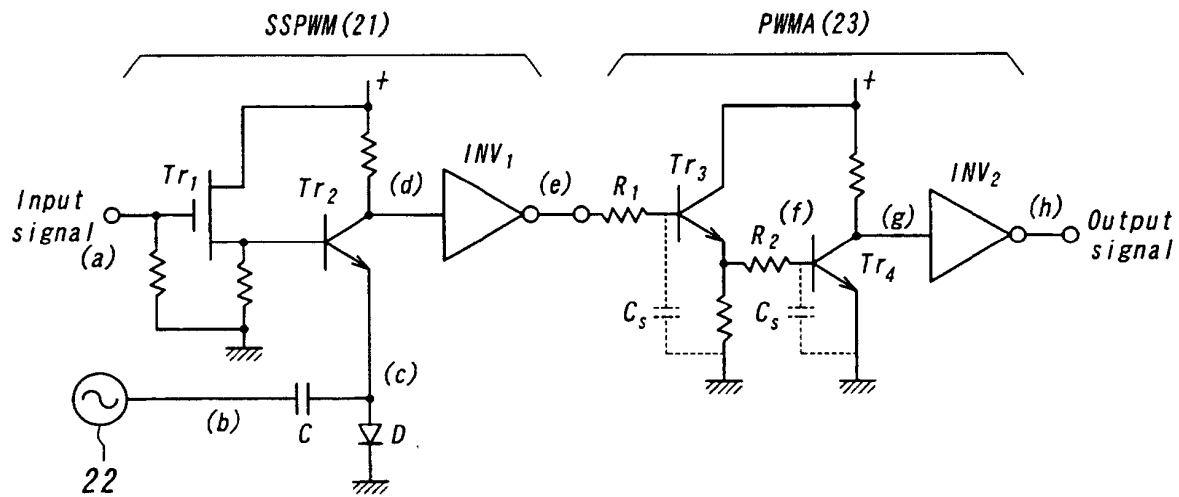 SSPWM(21)
PWMA(23)
+
+
Tr1
Tr2
(d)
INV1
(e)
R1
Tr3
R2
(f)
(g)
INV2
(h)
Input
signal
(a)
Output
signal
Tr4
Cs
Cs
(c)
(b)
C
D
22